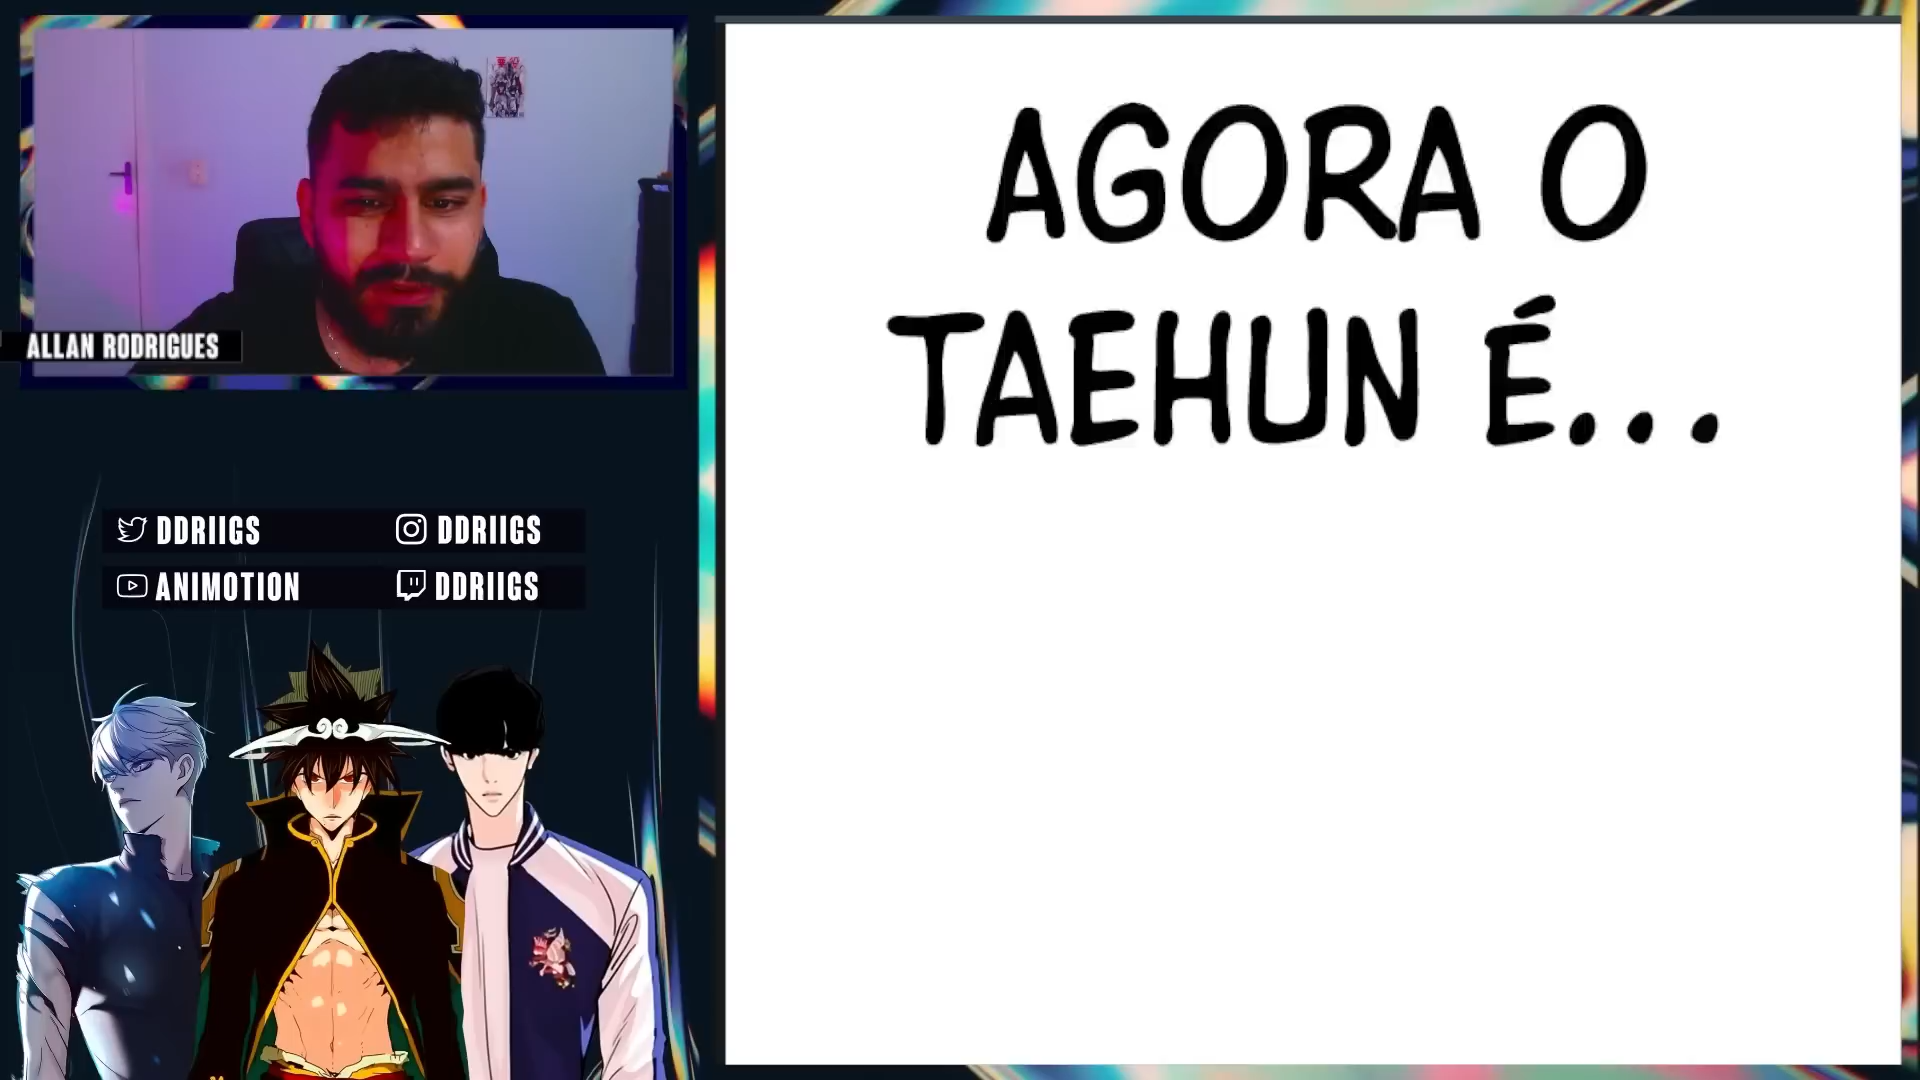 ALLAN RODRIGUES
DDRIIGS
DDRIIGS
ANIMOTION
DDRIIGS
AGORA O
TAEHUN É...